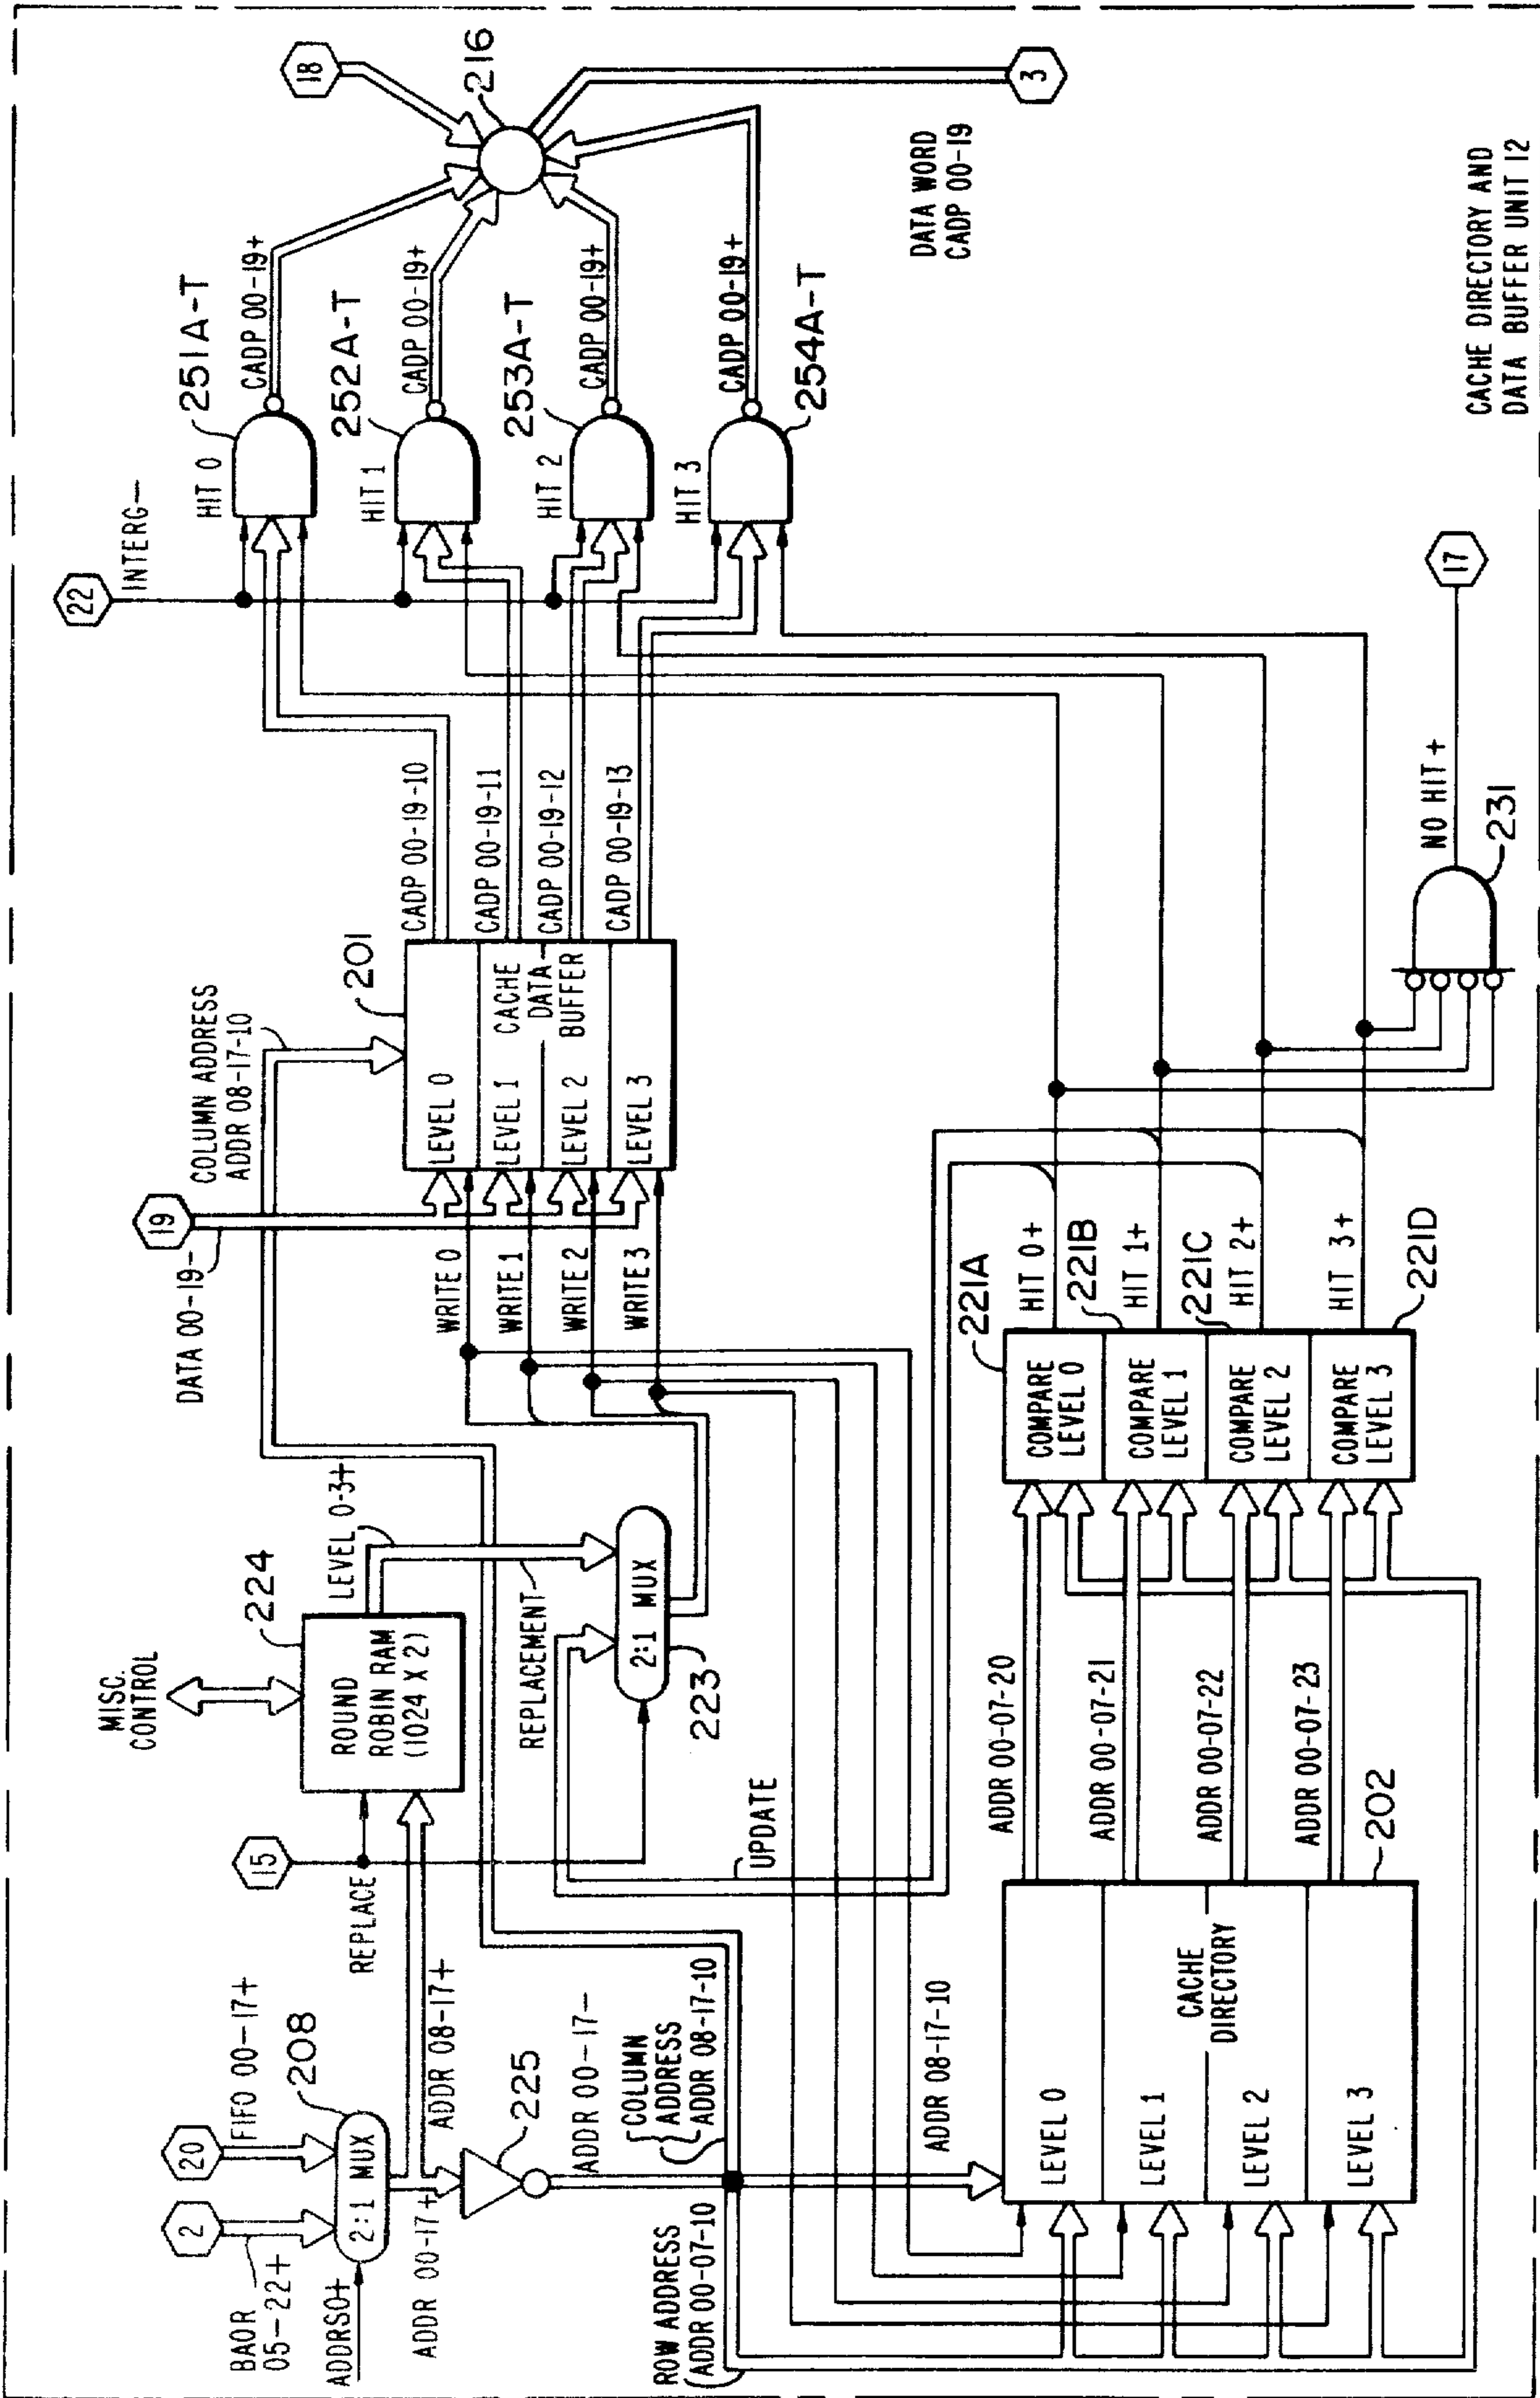 2
20
BAOR
05-22+
FIFO 00-17+
ADDRSO+
2:1 MUX
208
ADDR 00-17+
ADDR 08-17+
225
ADDR 00-17-
COLUMN
ADDRESS
ADDR 08-17-10
ROW ADDRESS
ADDR 00-07-10
ADDR 08-17-10
15
REPLACE
MISC.
CONTROL
ROUND
ROBIN RAM
(1024 X 2)
224
LEVEL 0-3+
REPLACEMENT
2:1 MUX
223
UPDATE
19
DATA 00-19-
COLUMN ADDRESS
ADDR 08-17-10
WRITE 0
WRITE 1
WRITE 2
WRITE 3
201
LEVEL 0
LEVEL 1
LEVEL 2
LEVEL 3
CACHE
DATA
BUFFER
CADP 00-19-10
CADP 00-19-11
CADP 00-19-12
CADP 00-19-13
22
INTERG-
HIT 0
251A-T
CADP 00-19+
HIT 1
252A-T
CADP 00-19+
HIT 2
253A-T
CADP 00-19+
HIT 3
254A-T
CADP 00-19+
18
216
3
DATA WORD
CADP 00-19
LEVEL 0
LEVEL 1
LEVEL 2
LEVEL 3
CACHE
DIRECTORY
202
ADDR 00-07-20
ADDR 00-07-21
ADDR 00-07-22
ADDR 00-07-23
COMPARE
LEVEL 0
COMPARE
LEVEL 1
COMPARE
LEVEL 2
COMPARE
LEVEL 3
221A
HIT 0+
221B
HIT 1+
221C
HIT 2+
HIT 3+
221D
NO HIT+
231
17
CACHE DIRECTORY AND
DATA BUFFER UNIT 12